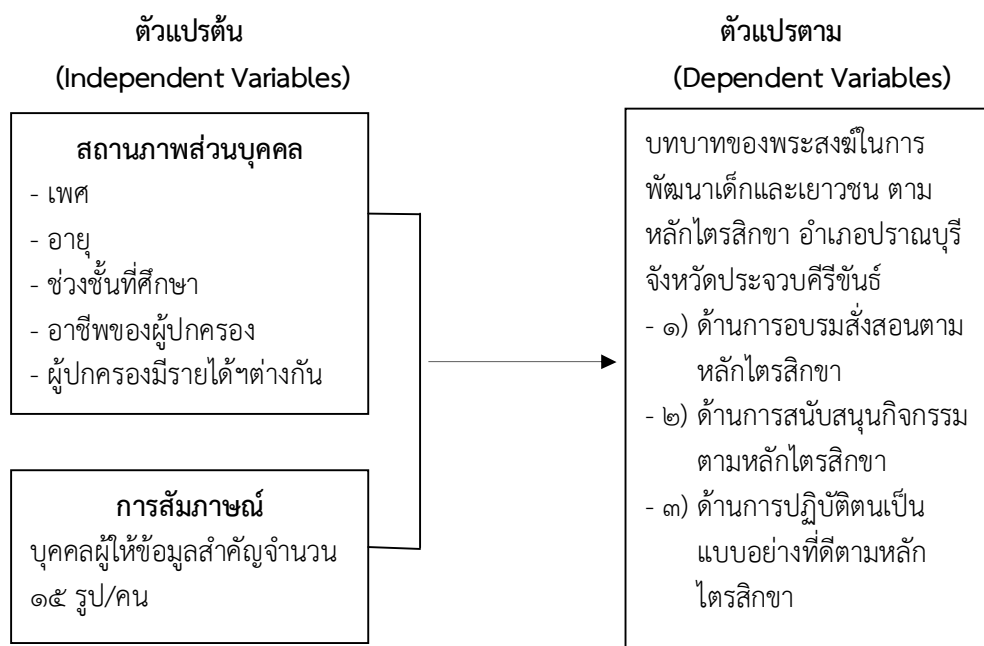 ตัวแปรต้น
(Independent Variables)
สถานภาพส่วนบุคคล
- เพศ
- อายุ
- ช่วงชั้นที่ศึกษา
- อาชีพของผู้ปกครอง
- ผู้ปกครองมีรายได้ฯต่างกัน
การสัมภาษณ์
บุคคลผู้ให้ข้อมูลสำคัญจำนวน
๑๕ รูป/คน
ตัวแปรตาม
(Dependent Variables)
บทบาทของพระสงฆ์ในการ
พัฒนาเด็กและเยาวชน ตาม
หลักไตรสิกขา อำเภอปราณบุรี
จังหวัดประจวบคีรีขันธ์
- ๑) ด้านการอบรมสั่งสอนตาม
หลักไตรสิกขา
- ๒) ด้านการสนับสนุนกิจกรรม
ตามหลักไตรสิกขา
- ๓) ด้านการปฏิบัติตนเป็น
แบบอย่างที่ดีตามหลัก
ไตรสิกขา